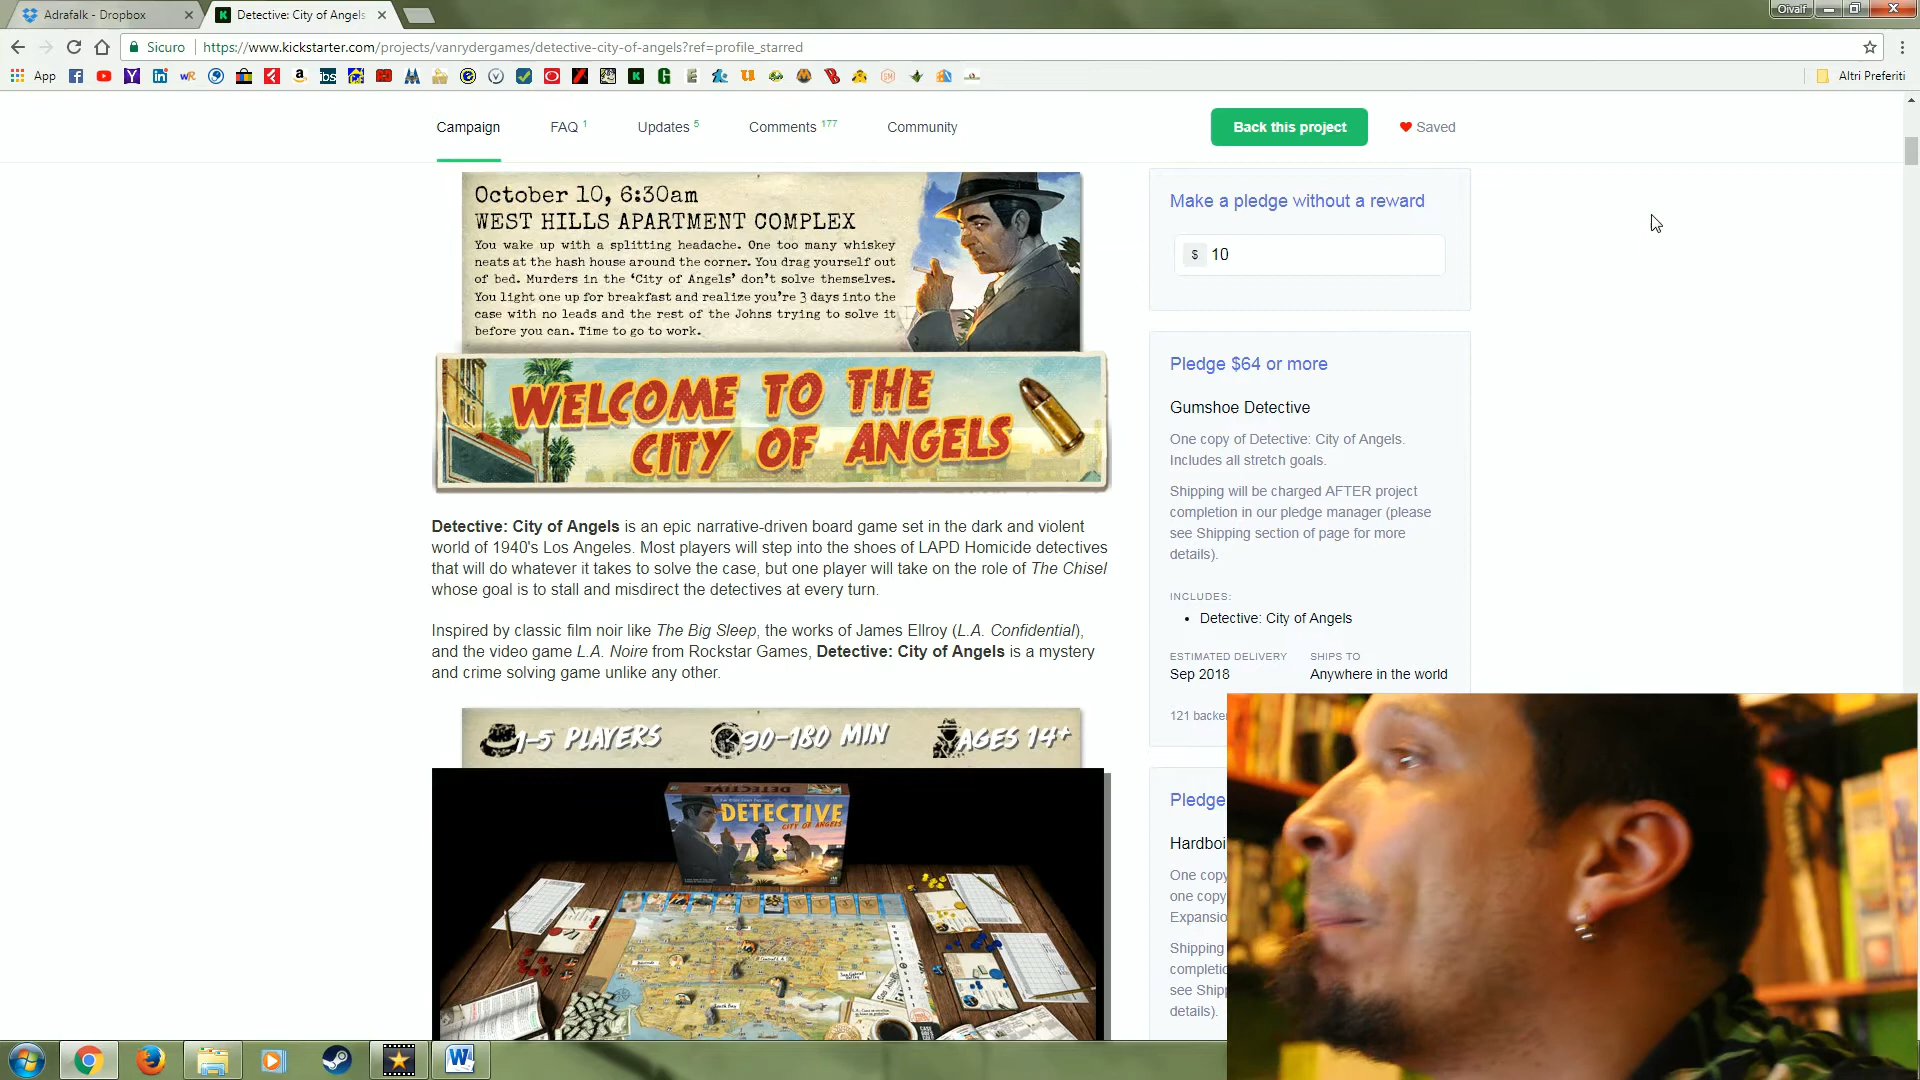 Adrafalk - Dropbox
Detective: City of Angels
Oivalf
Sicuro
https://www.kickstarter.com/projects/vanrydergames/detective-city-of-angels?ref=profile_starred
App
Altri Preferiti
Campaign
FAQ 1
Updates 5
Comments 177
Community
Back this project
Saved
October 10, 6:30am
WEST HILLS APARTMENT COMPLEX
You wake up with a splitting headache. One too many whiskey
neats at the hash house around the corner. You drag yourself out
of bed. Murders in the ‘City of Angels’ don’t solve themselves.
You light one up for breakfast and realize you’re 3 days into the
case with no leads and the rest of the Johns trying to solve it
before you can. Time to go to work.
WELCOME TO THE
CITY OF ANGELS
Detective: City of Angels is an epic narrative-driven board game set in the dark and violent
world of 1940's Los Angeles. Most players will step into the shoes of LAPD Homicide detectives
that will do whatever it takes to solve the case, but one player will take on the role of The Chisel
whose goal is to stall and misdirect the detectives at every turn.
Inspired by classic film noir like The Big Sleep, the works of James Ellroy (L.A. Confidential),
and the video game L.A. Noire from Rockstar Games, Detective: City of Angels is a mystery
and crime solving game unlike any other.
1-5 PLAYERS
90-180 MIN
AGES 14+
DETECTIVE
CITY OF ANGELS
Make a pledge without a reward
$ 10
Pledge $64 or more
Gumshoe Detective
One copy of Detective: City of Angels.
Includes all stretch goals.
Shipping will be charged AFTER project
completion in our pledge manager (please
see Shipping section of page for more
details).
INCLUDES:
• Detective: City of Angels
ESTIMATED DELIVERY
SHIPS TO
Sep 2018
Anywhere in the world
121 backer
Pledge
Hardboi
One copy
one copy
Expansio
Shipping
completic
see Ship
details).